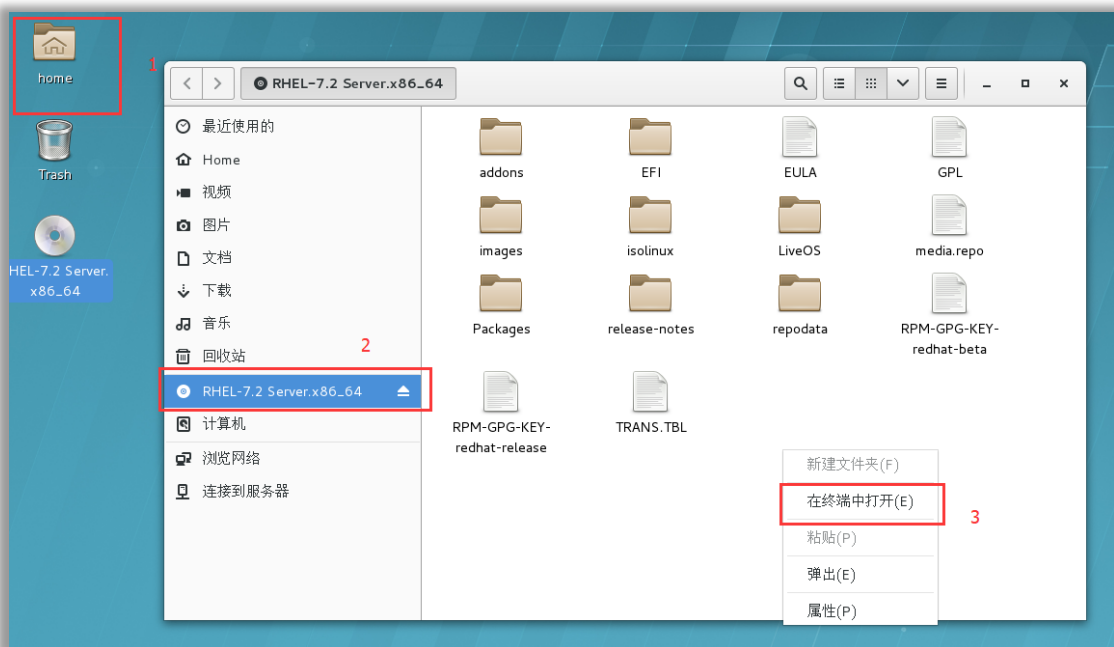 home
1
Trash
HEL-7.2 Server.
x86_64
RHEL-7.2 Server.x86_64
最近使用的
Home
视频
图片
文档
下载
音乐
回收站
2
RHEL-7.2 Server.x86_64
计算机
浏览网络
连接到服务器
addons
EFI
EULA
GPL
images
isolinux
LiveOS
media.repo
Packages
release-notes
repodata
RPM-GPG-KEY-
redhat-beta
RPM-GPG-KEY-
redhat-release
TRANS.TBL
新建文件夹(F)
在终端中打开(E)
3
粘贴(P)
弹出(E)
属性(P)